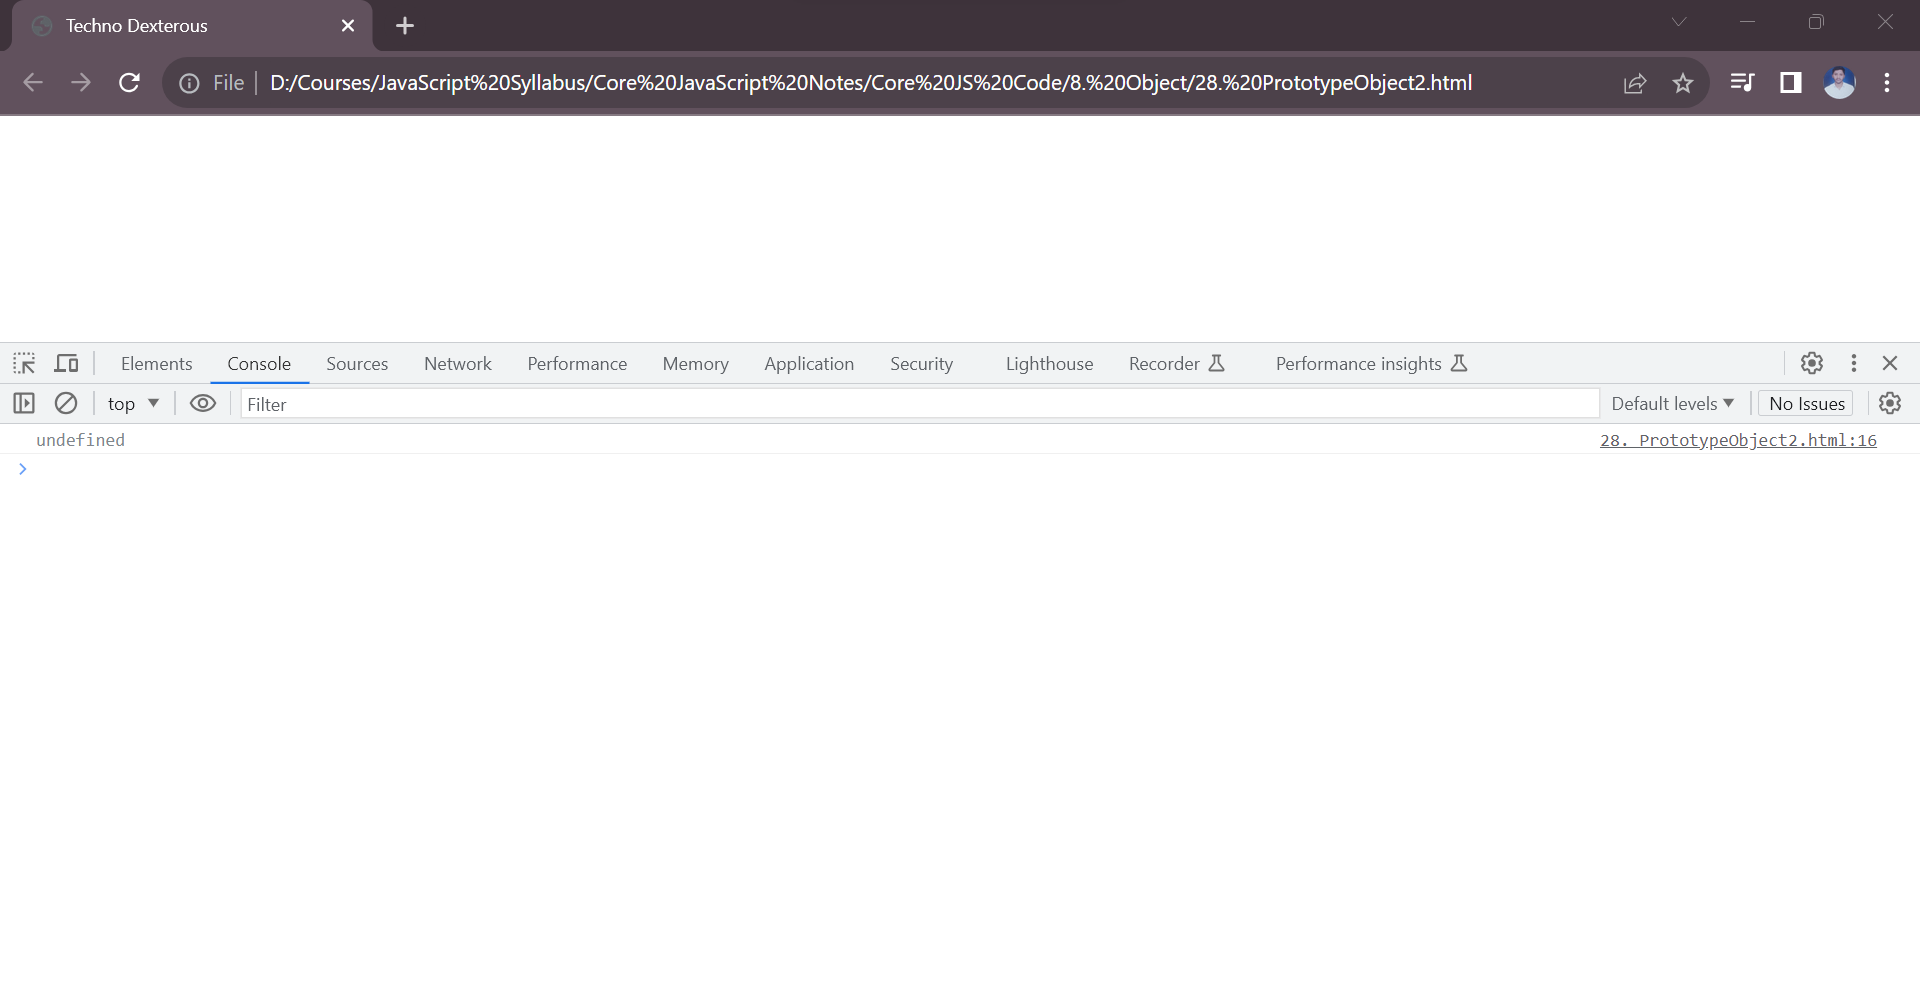 Techno Dexterous
File D:/Courses/JavaScript%20Syllabus/Core%20JavaScript%20Notes/Core%20JS%20Code/8.%20Object/28.%20PrototypeObject2.html
Elements Console Sources Network Performance Memory Application Security Lighthouse Recorder Performance insights
top Filter Default levels No Issues
undefined 28. PrototypeObject2.html:16